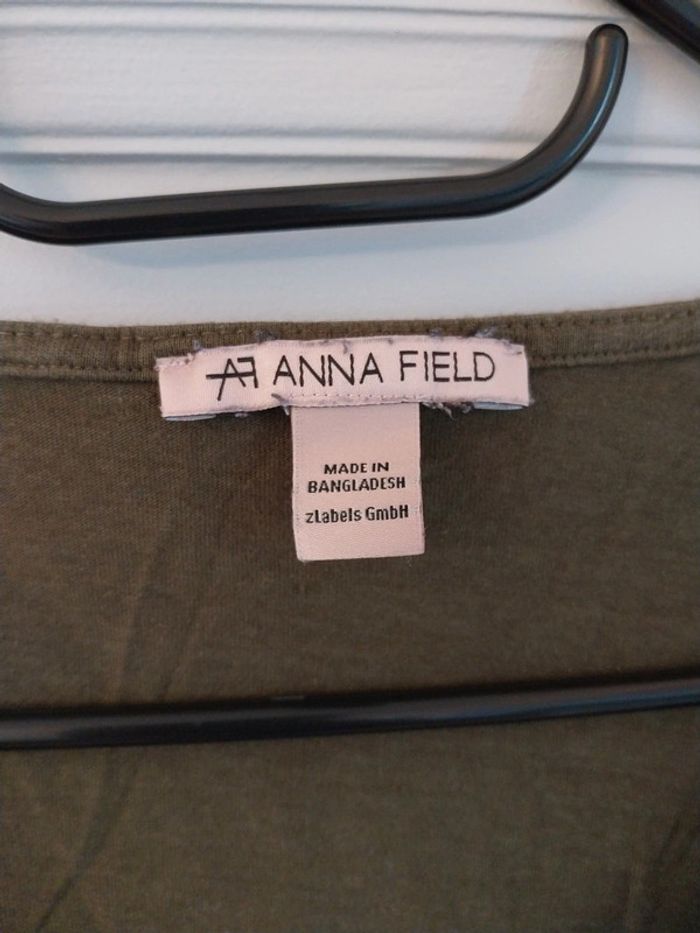 AF ANNA FIELD
MADE IN
BANGLADESH
zLabels GmbH